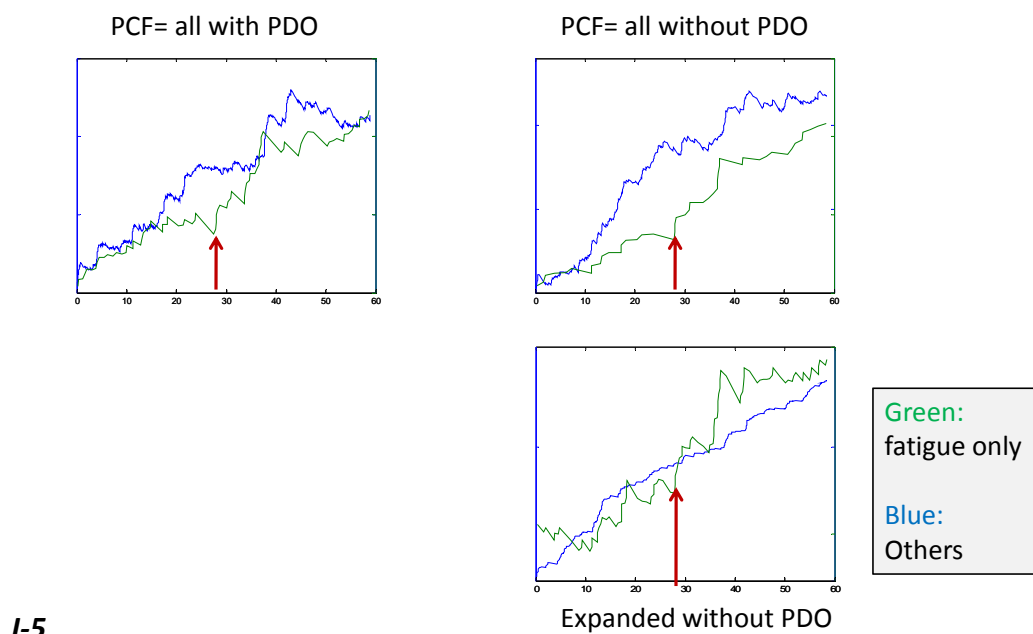 PCF= all with PDO
PCF= all without PDO
0 10 20 30 40 50 60
0 10 20 30 40 50 60
Green:
fatigue only
Blue:
Others
0 10 20 30 40 50 60
Expanded without PDO
I-5